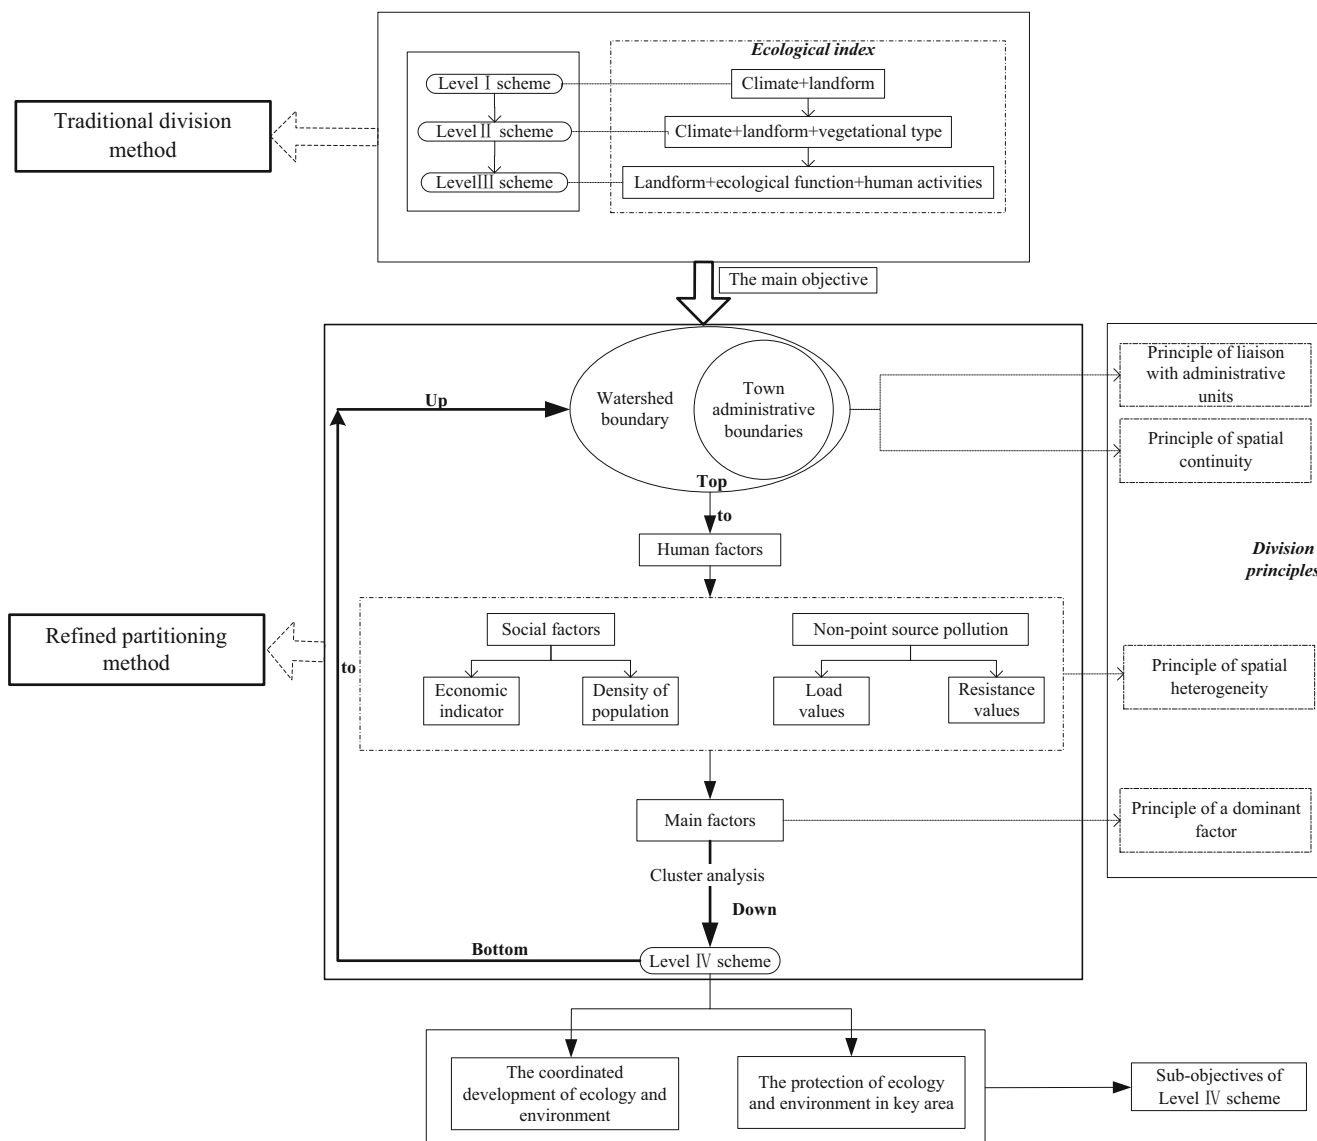 Ecological index
Level Ⅰ scheme
Climate+landform
Traditional division
method
Level Ⅱ scheme
Climate+landform+vegetational type
LevelⅢ scheme
Landform+ecological function+human activities
The main objective
Up
Watershed
boundary
Town
administrative
boundaries
Top
to
Principle of liaison
with administrative
units
Principle of spatial
continuity
Human factors
Division
principles
Social factors
Non-point source pollution
Refined partitioning
method
to
Economic
indicator
Density of
population
Load
values
Resistance
values
Principle of spatial
heterogeneity
Main factors
Principle of a dominant
factor
Cluster analysis
Down
Bottom
Level Ⅳ scheme
The coordinated
development of ecology and
environment
The protection of ecology
and environment in key area
Sub-objectives of
Level Ⅳ scheme